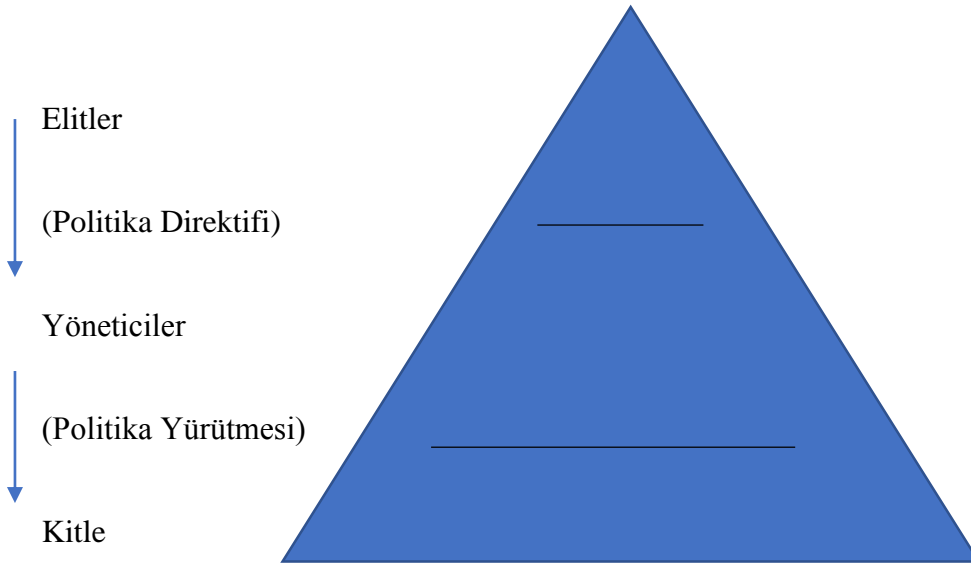 Elitler
(Politika Direktifi)
Yöneticiler
(Politika Yürütmesi)
Kitle